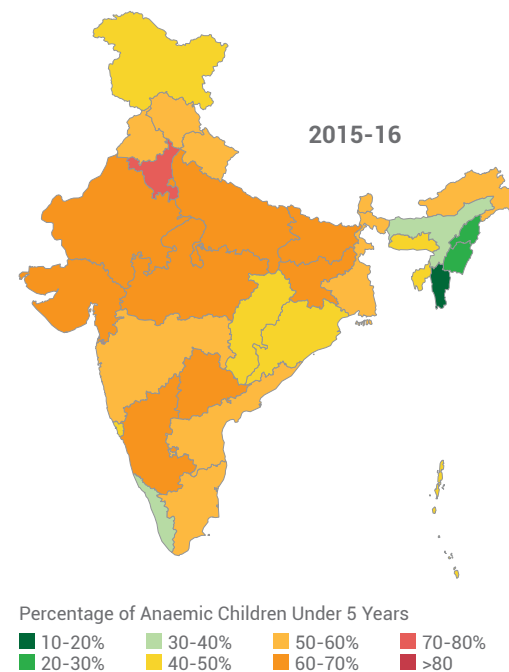 2015-16
Percentage of Anaemic Children Under 5 Years
10-20% 30-40% 50-60% 70-80%
20-30% 40-50% 60-70% >80